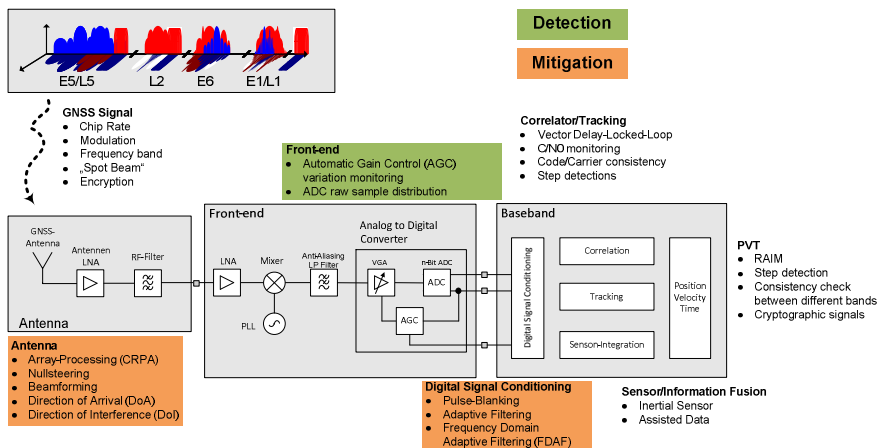 Detection
Mitigation
E5/L5
L2
E6
E1/L1
GNSS Signal
● Chip Rate
● Modulation
● Frequency band
● „Spot Beam“
● Encryption
Front-end
● Automatic Gain Control (AGC)
variation monitoring
● ADC raw sample distribution
Correlator/Tracking
● Vector Delay-Locked-Loop
● C/N0 monitoring
● Code/Carrier consistency
● Step detections
GNSS-
Antenna
Antennen
LNA
RF-Filter
Antenna
Front-end
LNA
Mixer
PLL
Anti-Aliasing
LP Filter
Analog to Digital
Converter
VGA
n-Bit ADC
ADC
AGC
Baseband
Digital Signal Conditioning
Correlation
Tracking
Senson-Integration
Position
Velocity
Time
PVT
● RAIM
● Step detection
● Consistency check
between different bands
● Cryptographic signals
Antenna
● Array-Processing (CRPA)
● Nullsteering
● Beamforming
● Direction of Arrival (DoA)
● Direction of Interference (DoI)
Digital Signal Conditioning
● Pulse-Blanking
● Adaptive Filtering
● Frequency Domain
Adaptive Filtering (FDAF)
Sensor/Information Fusion
● Inertial Sensor
● Assisted Data